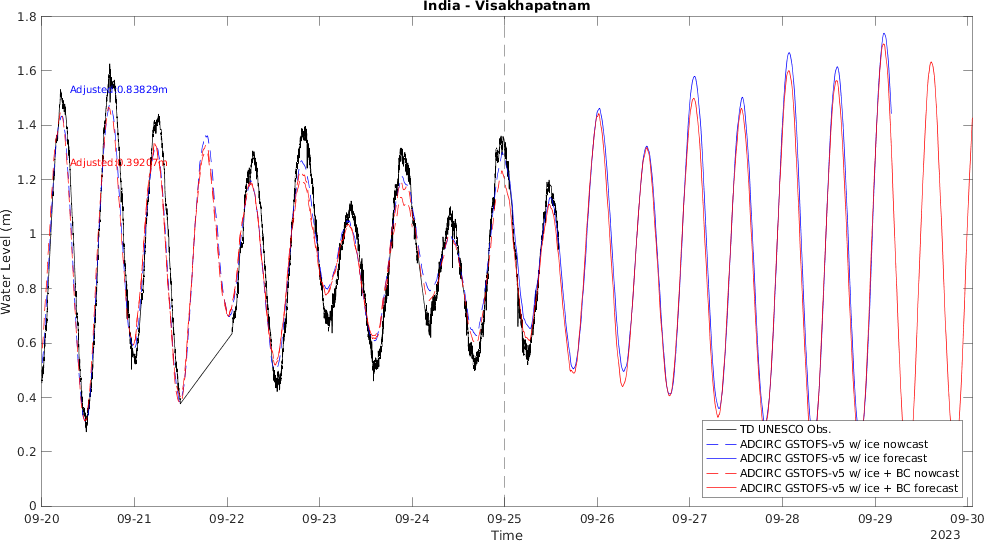 India - Visakhapatnam
1.8
1.6
1.4
1.2
1
0.8
0.6
0.4
0.2
0
Water Level (m)
Adjusted:0.83829m
Adjusted:0.39207m
TD UNESCO Obs.
ADCIRC GSTOFS-v5 w/ ice nowcast
ADCIRC GSTOFS-v5 w/ ice forecast
ADCIRC GSTOFS-v5 w/ ice + BC nowcast
ADCIRC GSTOFS-v5 w/ ice + BC forecast
09-20 09-21 09-22 09-23 09-24 09-25 09-26 09-27 09-28 09-29 09-30
Time
2023